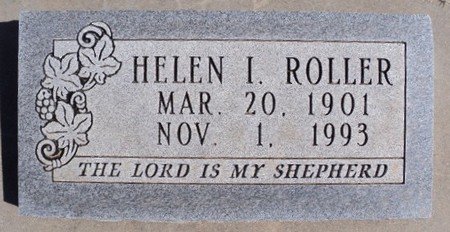 HELEN I. ROLLER
MAR. 20, 1901
NOV. 1, 1993
THE LORD IS MY SHEPHERD